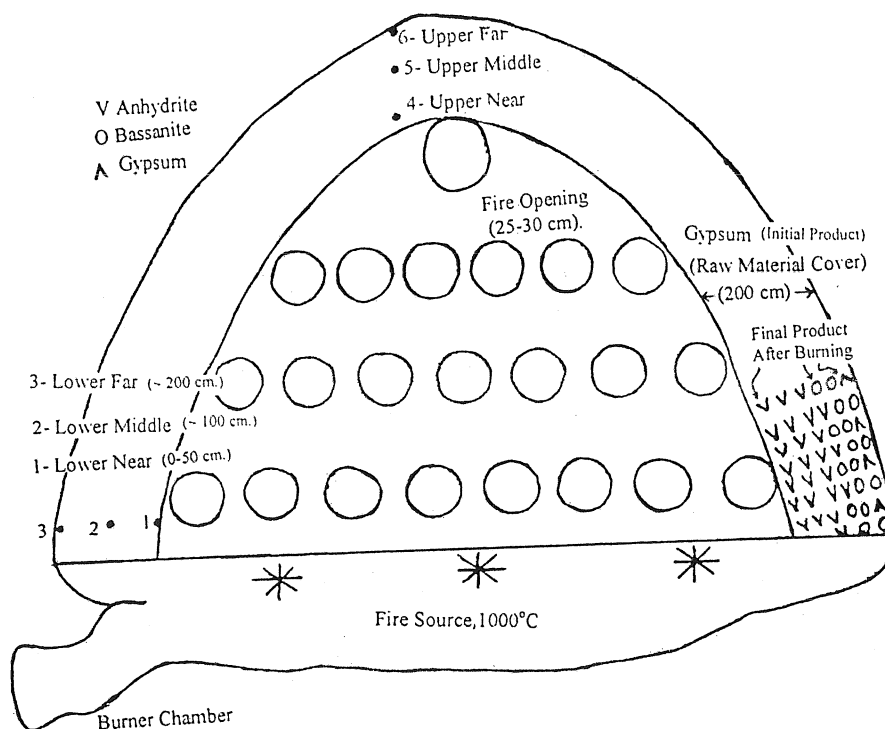 6- Upper Far
5- Upper Middle
4- Upper Near
V Anhydrite
O Bassanite
Λ Gypsum
Fire Opening
(25-30 cm).
Gypsum (Initial Product)
(Raw Material Cover)
(200 cm)
Final Product
After Burning
3- Lower Far (~ 200 cm.)
2- Lower Middle (~ 100 cm.)
1- Lower Near (0-50 cm.)
3 2 1
Fire Source, 1000°C
Burner Chamber